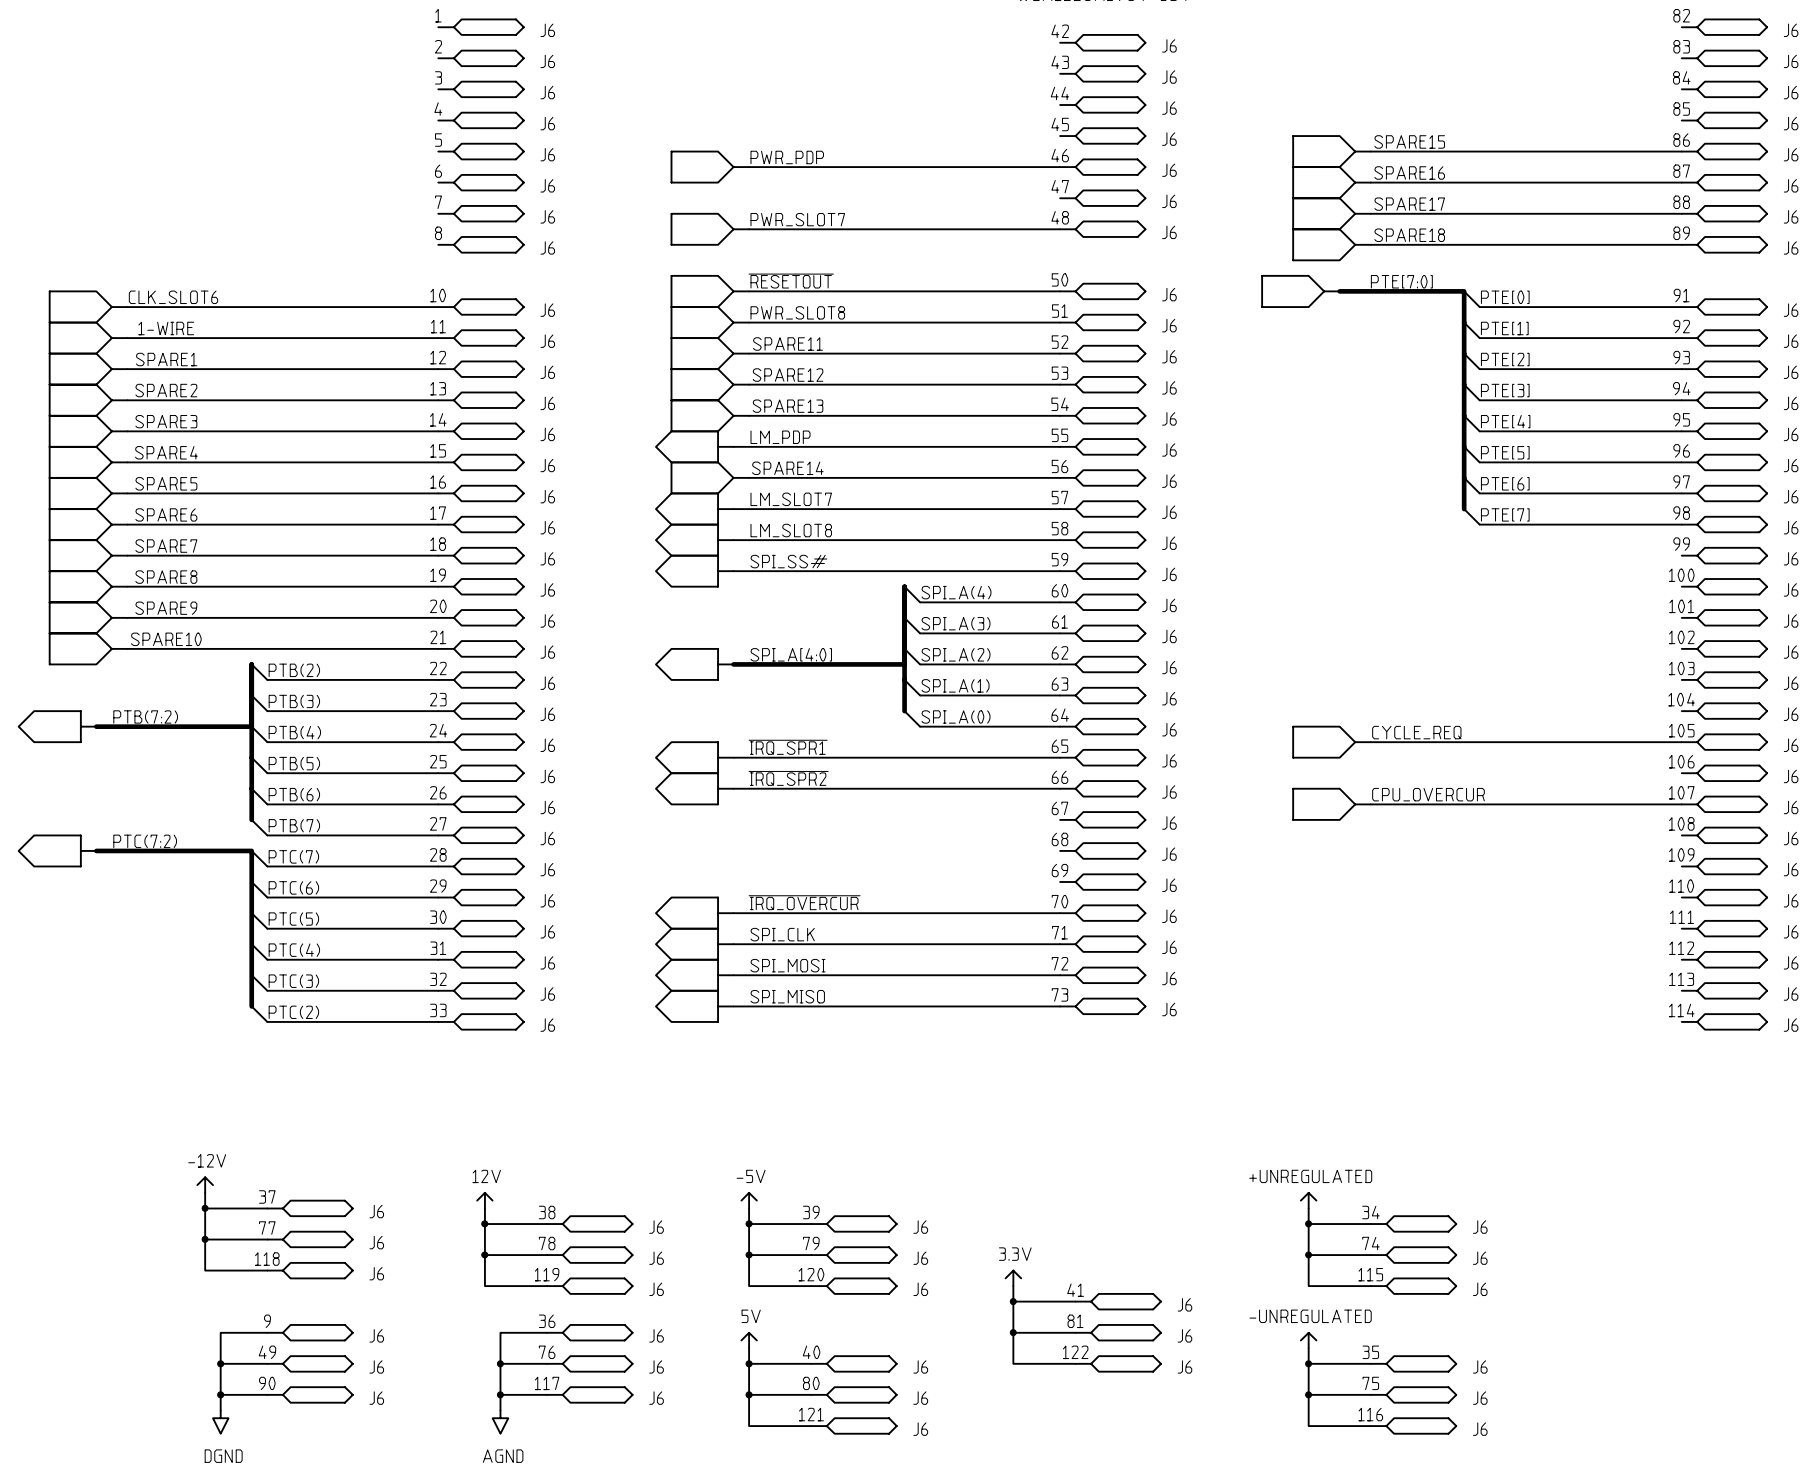 1 J6
2 J6
3 J6
4 J6
5 J6
6 J6
7 J6
8 J6
CLK_SLOT6 10 J6
1-WIRE 11 J6
SPARE1 12 J6
SPARE2 13 J6
SPARE3 14 J6
SPARE4 15 J6
SPARE5 16 J6
SPARE6 17 J6
SPARE7 18 J6
SPARE8 19 J6
SPARE9 20 J6
SPARE10 21 J6
PTB(2) 22 J6
PTB(3) 23 J6
PTB(7:2)
PTB(4) 24 J6
PTB(5) 25 J6
PTB(6) 26 J6
PTB(7) 27 J6
PTC(7:2)
PTC(7) 28 J6
PTC(6) 29 J6
PTC(5) 30 J6
PTC(4) 31 J6
PTC(3) 32 J6
PTC(2) 33 J6
42 J6
43 J6
44 J6
45 J6
PWR_PDP 46 J6
47 J6
PWR_SLOT7 48 J6
RESETOUT 50 J6
PWR_SLOT8 51 J6
SPARE11 52 J6
SPARE12 53 J6
SPARE13 54 J6
LM_PDP 55 J6
SPARE14 56 J6
LM_SLOT7 57 J6
LM_SLOT8 58 J6
SPI_SS# 59 J6
SPI_A(4) 60 J6
SPI_A(3) 61 J6
SPI_A[4:0] SPI_A(2) 62 J6
SPI_A(1) 63 J6
SPI_A(0) 64 J6
IRQ_SPR1 65 J6
IRQ_SPR2 66 J6
67 J6
68 J6
69 J6
IRQ_OVERCUR 70 J6
SPI_CLK 71 J6
SPI_MOSI 72 J6
SPI_MISO 73 J6
82 J6
83 J6
84 J6
85 J6
SPARE15 86 J6
SPARE16 87 J6
SPARE17 88 J6
SPARE18 89 J6
PTE[7:0]
PTE[0] 91 J6
PTE[1] 92 J6
PTE[2] 93 J6
PTE[3] 94 J6
PTE[4] 95 J6
PTE[5] 96 J6
PTE[6] 97 J6
PTE[7] 98 J6
99 J6
100 J6
101 J6
102 J6
103 J6
104 J6
CYCLE_REQ 105 J6
106 J6
CPU_OVERCUR 107 J6
108 J6
109 J6
110 J6
111 J6
112 J6
113 J6
114 J6
-12V
37 J6
77 J6
118 J6
12V
38 J6
78 J6
119 J6
-5V
39 J6
79 J6
120 J6
3.3V
41 J6
81 J6
122 J6
+UNREGULATED
34 J6
74 J6
115 J6
9 J6
49 J6
90 J6
DGND
36 J6
76 J6
117 J6
AGND
5V
40 J6
80 J6
121 J6
-UNREGULATED
35 J6
75 J6
116 J6